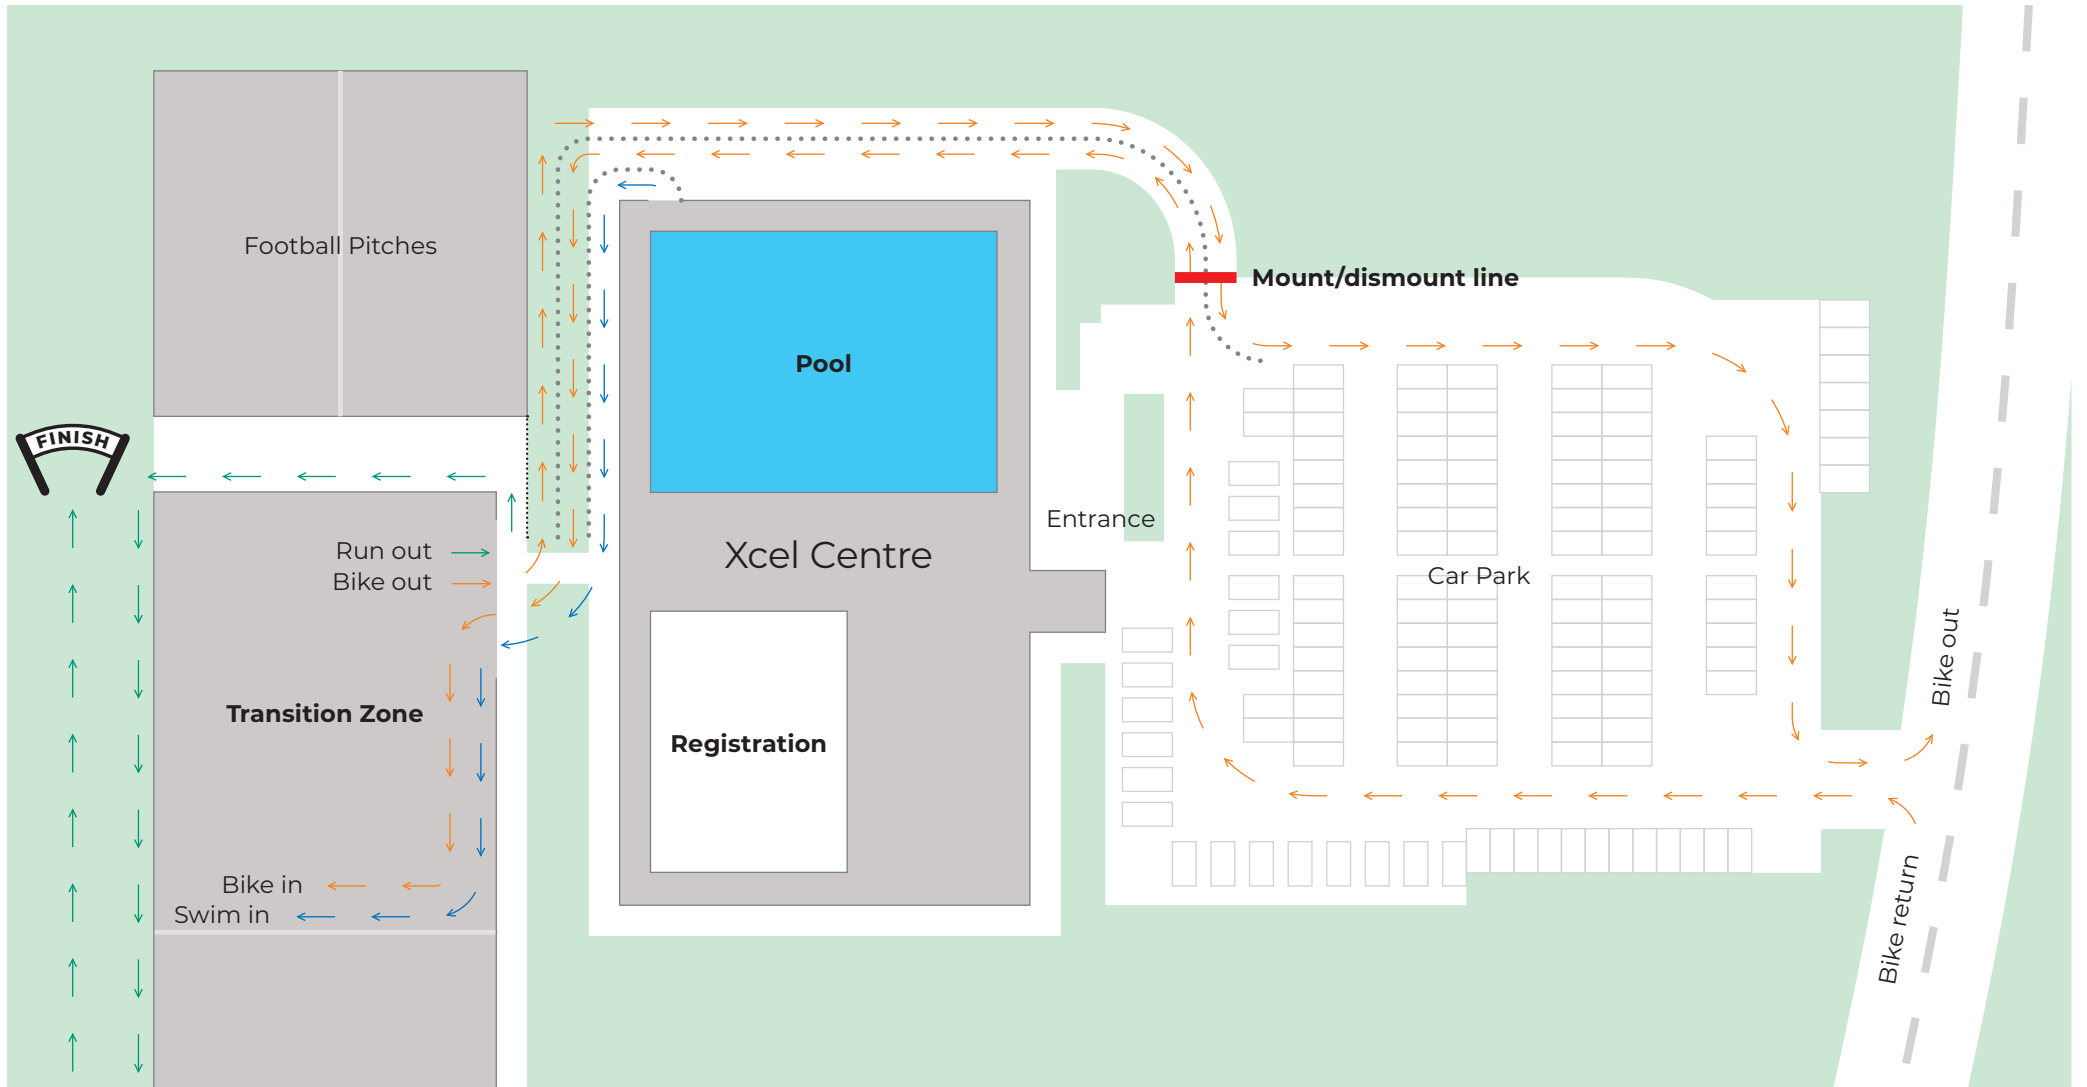 Football Pitches
Mount/dismount line
Pool
FINISH
Entrance
Xcel Centre
Run out
Bike out
Car Park
Bike out
Transition Zone
Registration
Bike in
Swim in
Bike return